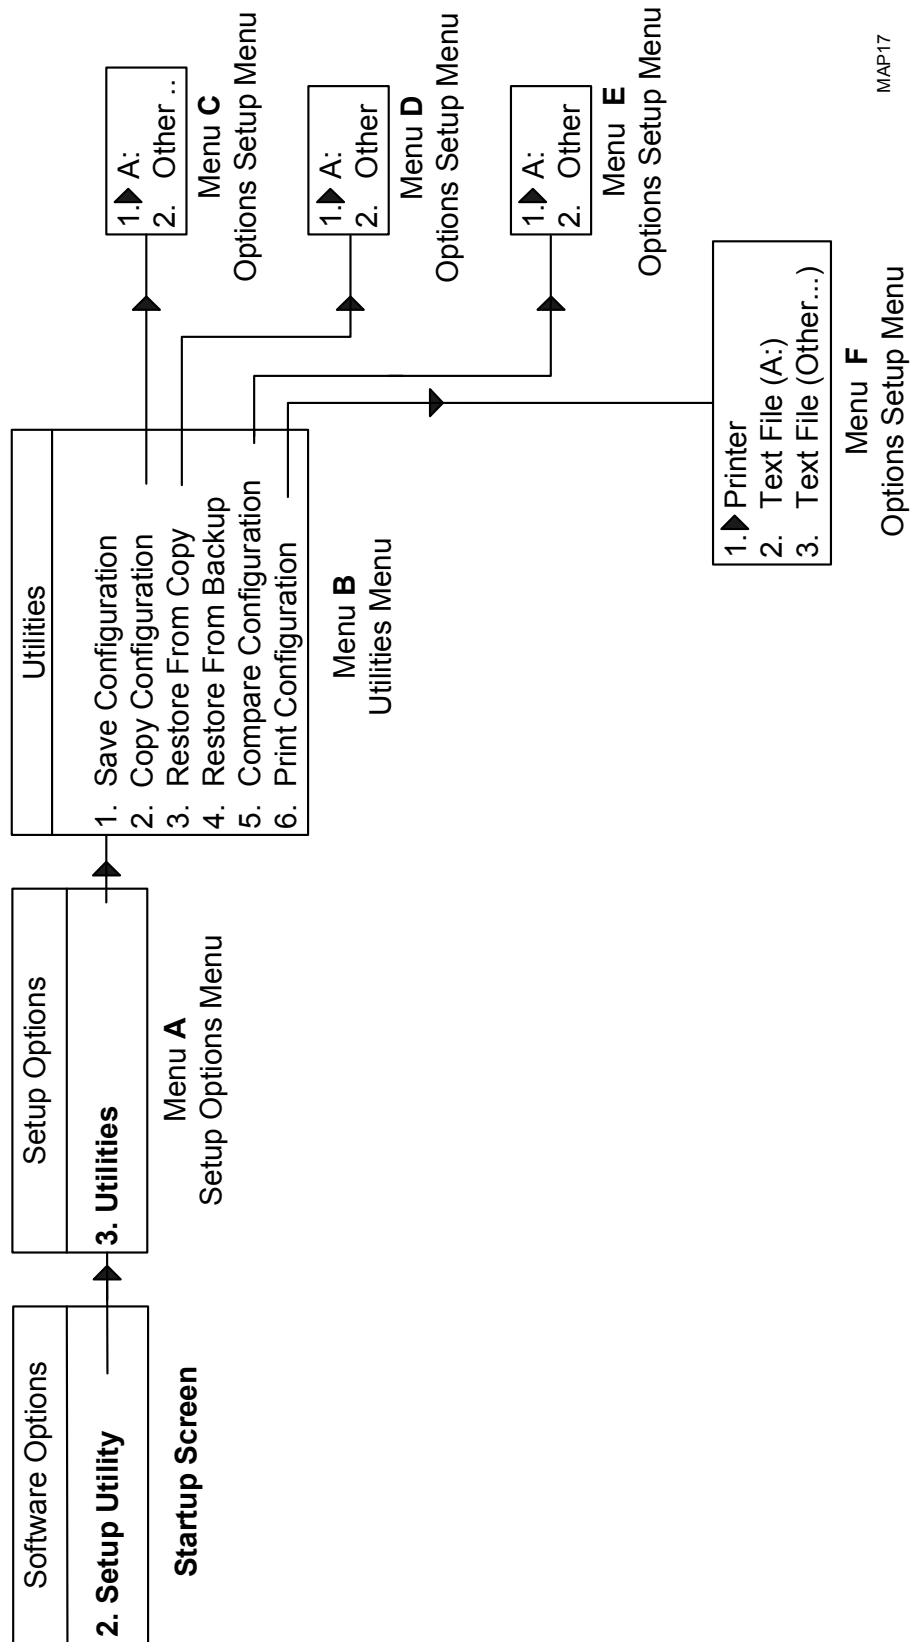 Software Options
2. Setup Utility
Startup Screen
Setup Options
3. Utilities
Menu A
Setup Options Menu
Utilities
1. Save Configuration
2. Copy Configuration
3. Restore From Copy
4. Restore From Backup
5. Compare Configuration
6. Print Configuration
Menu B
Utilities Menu
1. A:
2. Other ..
Menu C
Options Setup Menu
1. A:
2. Other
Menu D
Options Setup Menu
1. A:
2. Other
Menu E
Options Setup Menu
1. Printer
2. Text File (A:)
3. Text File (Other...)
Menu F
Options Setup Menu
MAP17